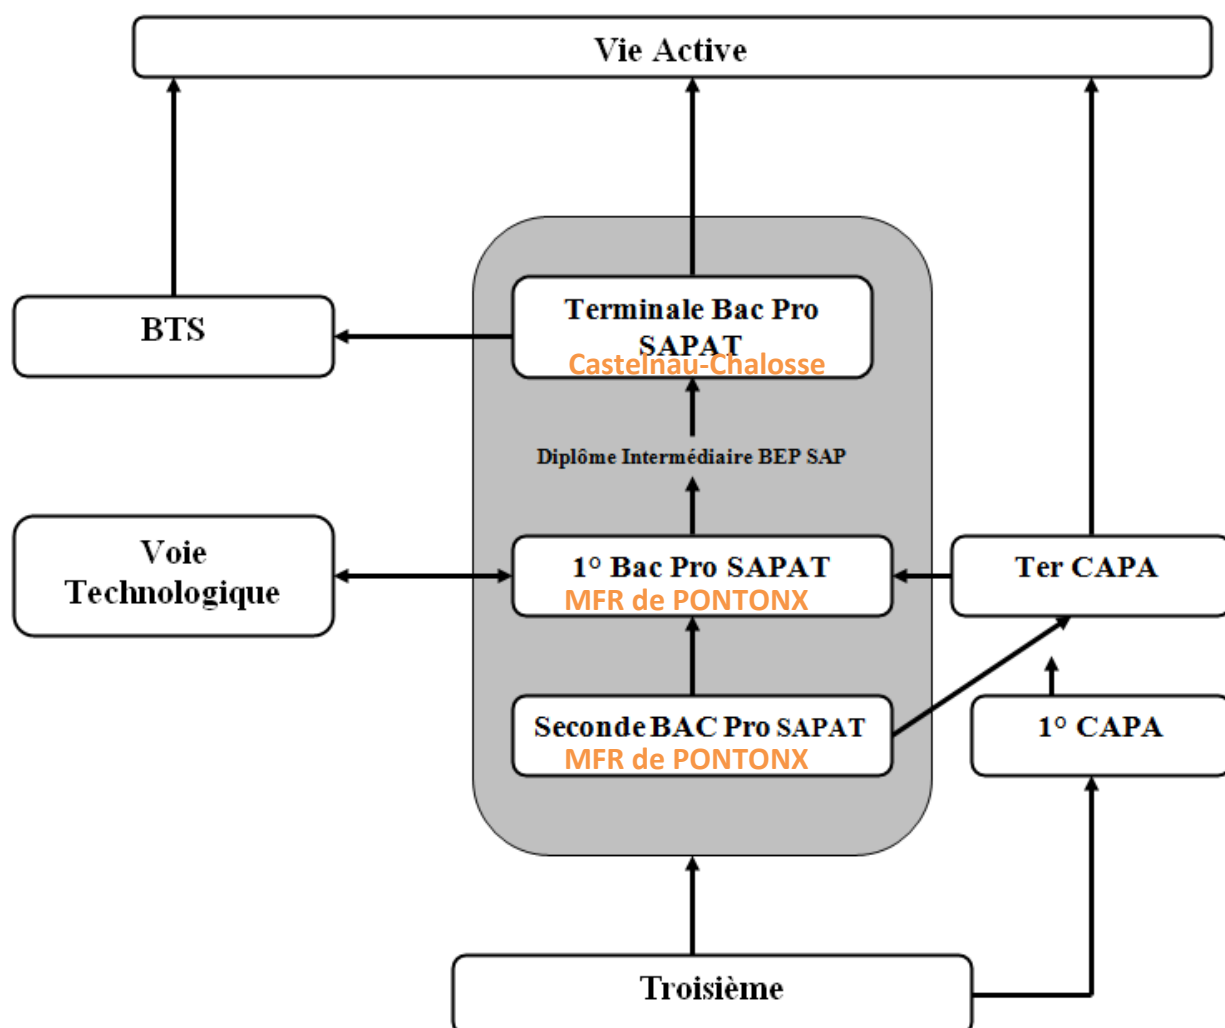 Vie Active
Terminale Bac Pro
SAPAT
Castelnau-Chalosse
BTS
Diplôme Intermédiaire BEP SAP
Voie
Technologique
1° Bac Pro SAPAT
MFR de PONTONX
Ter CAPA
Seconde BAC Pro SAPAT
MFR de PONTONX
1° CAPA
Troisième